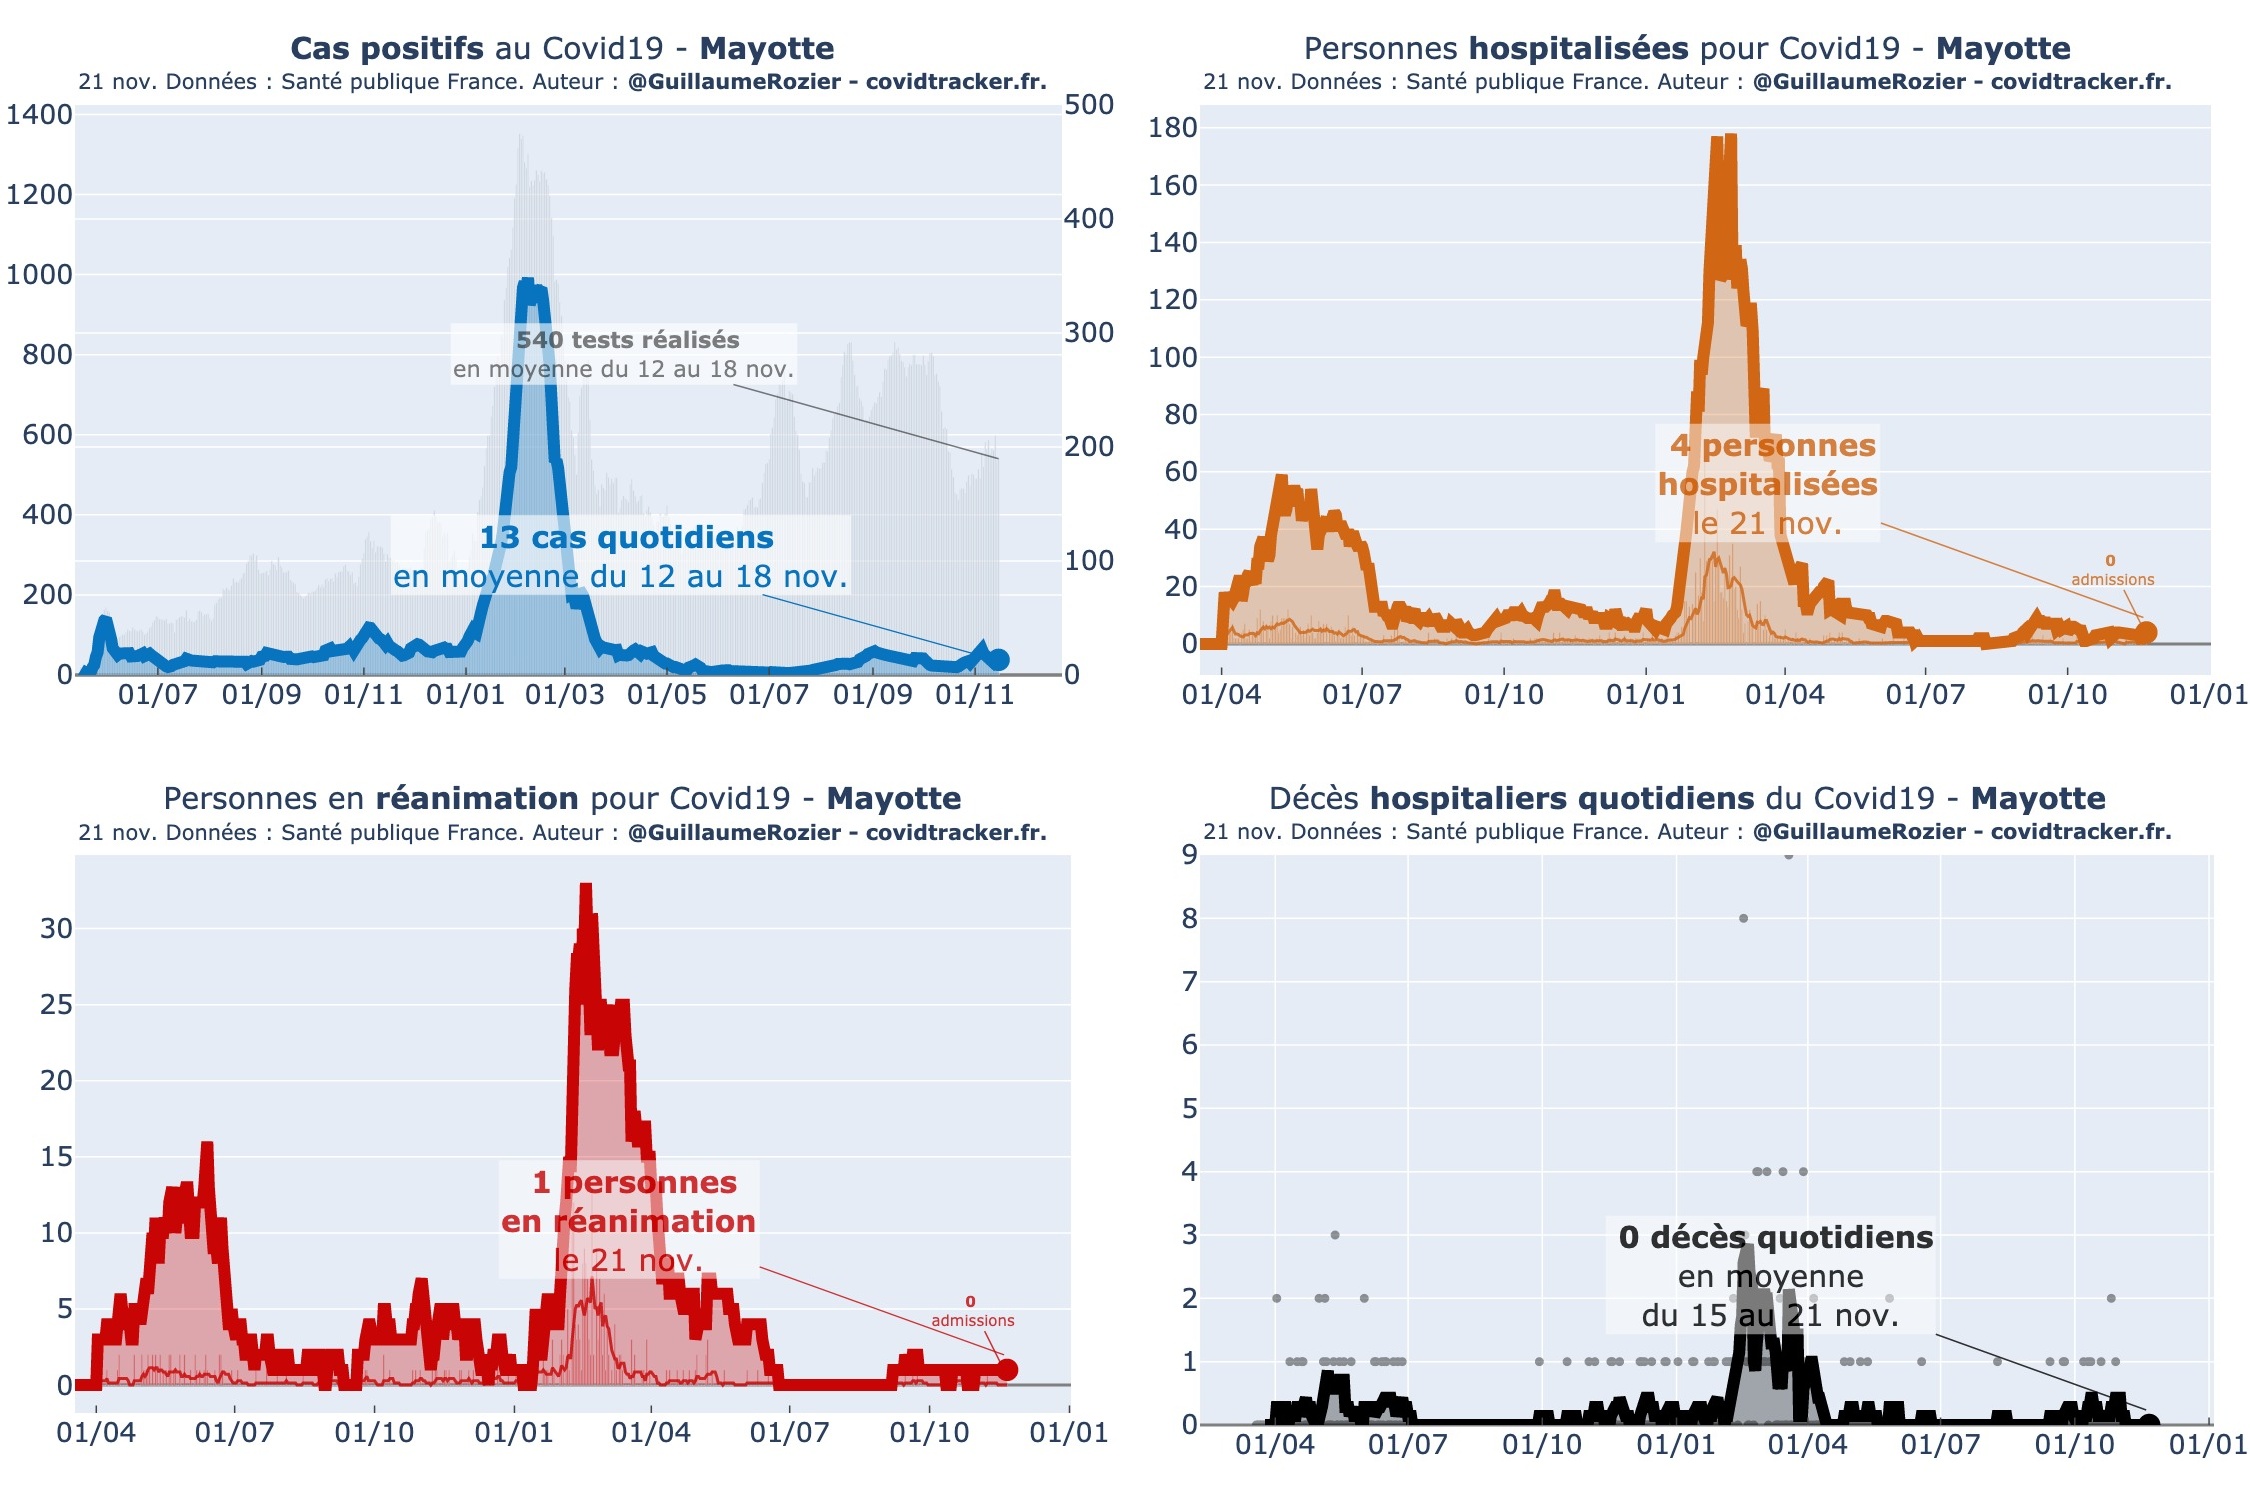 Cas positifs au Covid19 - Mayotte
21 nov. Données : Santé publique France. Auteur : @GuillaumeRozier - covidtracker.fr.
1400
1200
1000
800
600
400
200
0
500
400
300
200
100
0
540 tests réalisés
en moyenne du 12 au 18 nov.
13 cas quotidiens
en moyenne du 12 au 18 nov.
01/07 01/09 01/11 01/01 01/03 01/05 01/07 01/09 01/11
Personnes hospitalisées pour Covid19 - Mayotte
21 nov. Données : Santé publique France. Auteur : @GuillaumeRozier - covidtracker.fr.
180
160
140
120
100
80
60
40
20
0
4 personnes
hospitalisées
le 21 nov.
0
admissions
01/04 01/07 01/10 01/01 01/04 01/07 01/10 01/01
Personnes en réanimation pour Covid19 - Mayotte
21 nov. Données : Santé publique France. Auteur : @GuillaumeRozier - covidtracker.fr.
30
25
20
15
10
5
0
1 personnes
en réanimation
le 21 nov.
0
admissions
01/04 01/07 01/10 01/01 01/04 01/07 01/10 01/01
Décès hospitaliers quotidiens du Covid19 - Mayotte
21 nov. Données : Santé publique France. Auteur : @GuillaumeRozier - covidtracker.fr.
9
8
7
6
5
4
3
2
1
0
0 décès quotidiens
en moyenne
du 15 au 21 nov.
01/04 01/07 01/10 01/01 01/04 01/07 01/10 01/01